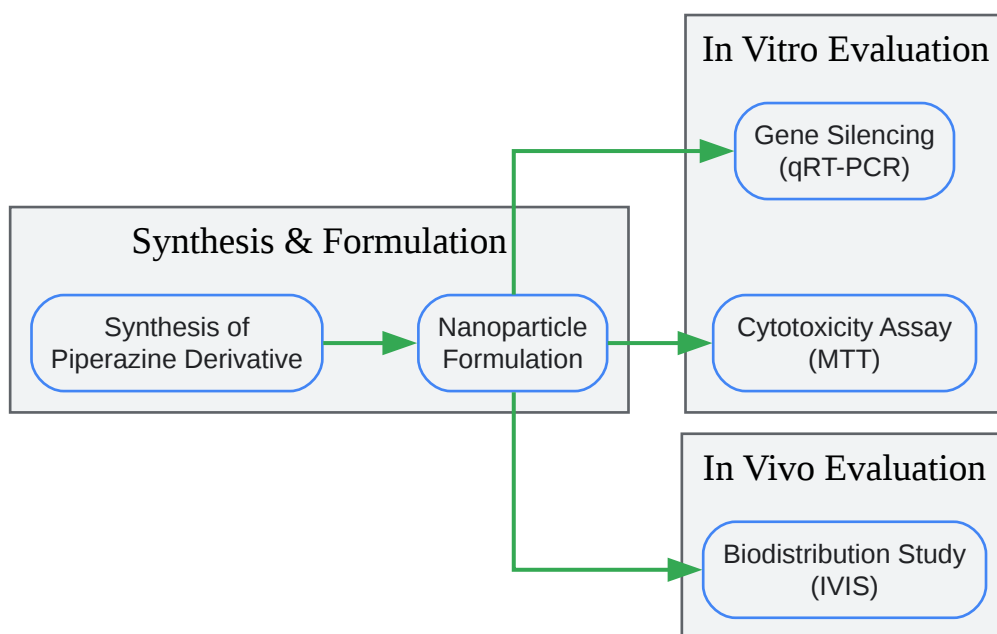 Synthesis & Formulation
Synthesis of
Piperazine Derivative
Nanoparticle
Formulation
In Vitro Evaluation
Gene Silencing
(qRT-PCR)
Cytotoxicity Assay
(MTT)
In Vivo Evaluation
Biodistribution Study
(IVIS)